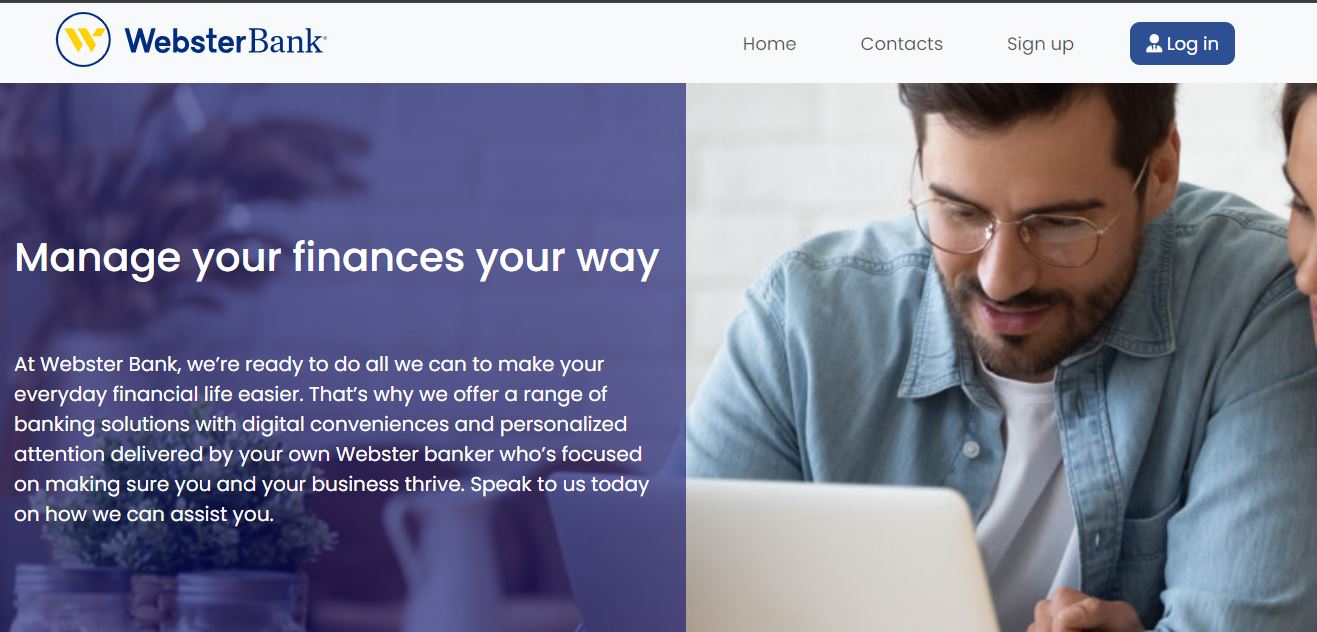 WebsterBank
Home
Contacts
Sign up
Log in
Manage your finances your way
At Webster Bank, we’re ready to do all we can to make your
everyday financial life easier. That’s why we offer a range of
banking solutions with digital conveniences and personalized
attention delivered by your own Webster banker who’s focused
on making sure you and your business thrive. Speak to us today
on how we can assist you.